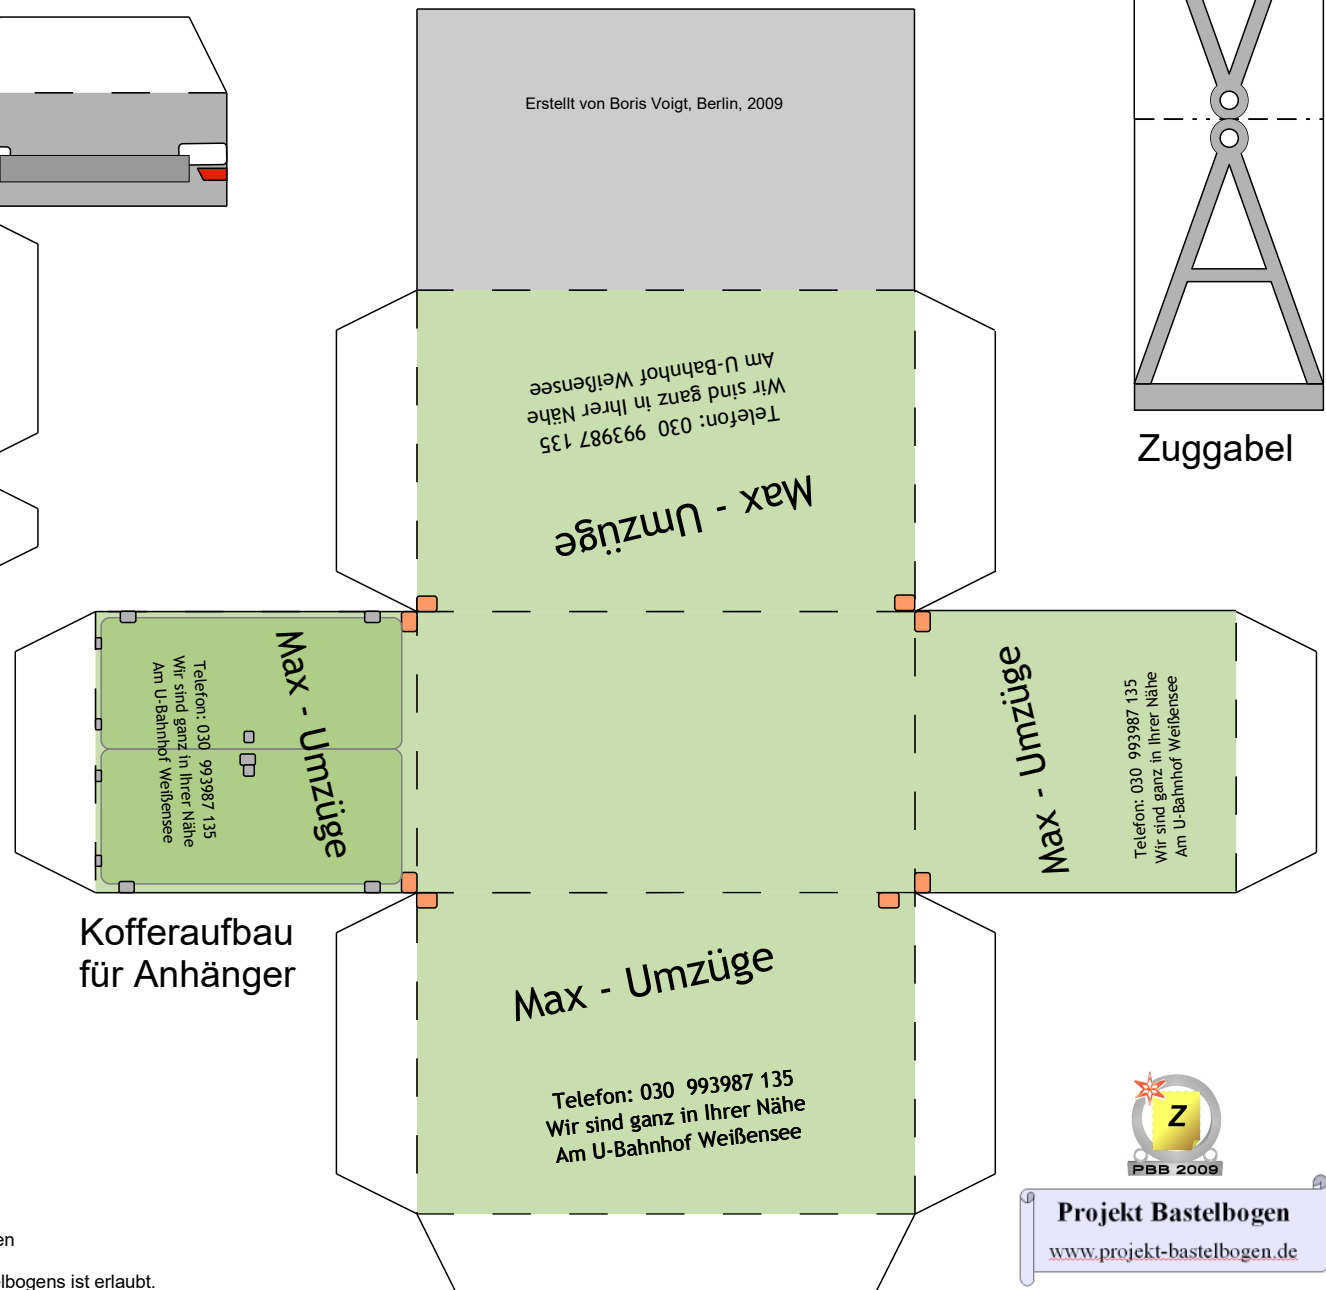 Erstellt von Boris Voigt, Berlin, 2009
Am U-Bahnhof Weißensee
Wir sind ganz in Ihrer Nähe
Telefon: 030  993987 135
Max - Umzüge
Zuggabel
Max - Umzüge
Telefon: 030  993987 135
Wir sind ganz in Ihrer Nähe
Am U-Bahnhof Weißensee
Max - Umzüge
Telefon: 030  993987 135
Wir sind ganz in Ihrer Nähe
Am U-Bahnhof Weißensee
Kofferaufbau
für Anhänger
Max - Umzüge
Telefon: 030  993987 135
Wir sind ganz in Ihrer Nähe
Am U-Bahnhof Weißensee
Z
PBB 2009
Projekt Bastelbogen
www.projekt-bastelbogen.de
en
lbogens ist erlaubt.